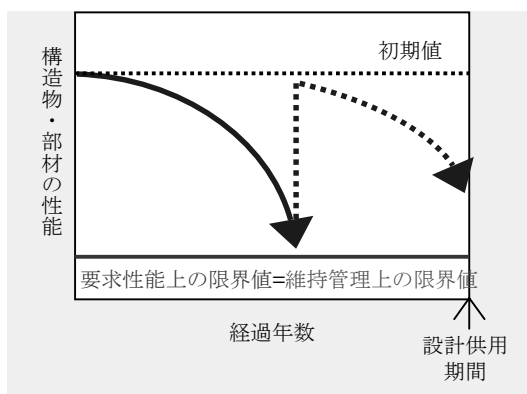 構造物・部材の性能
初期値
要求性能上の限界値=維持管理上の限界値
経過年数
設計供用
期間